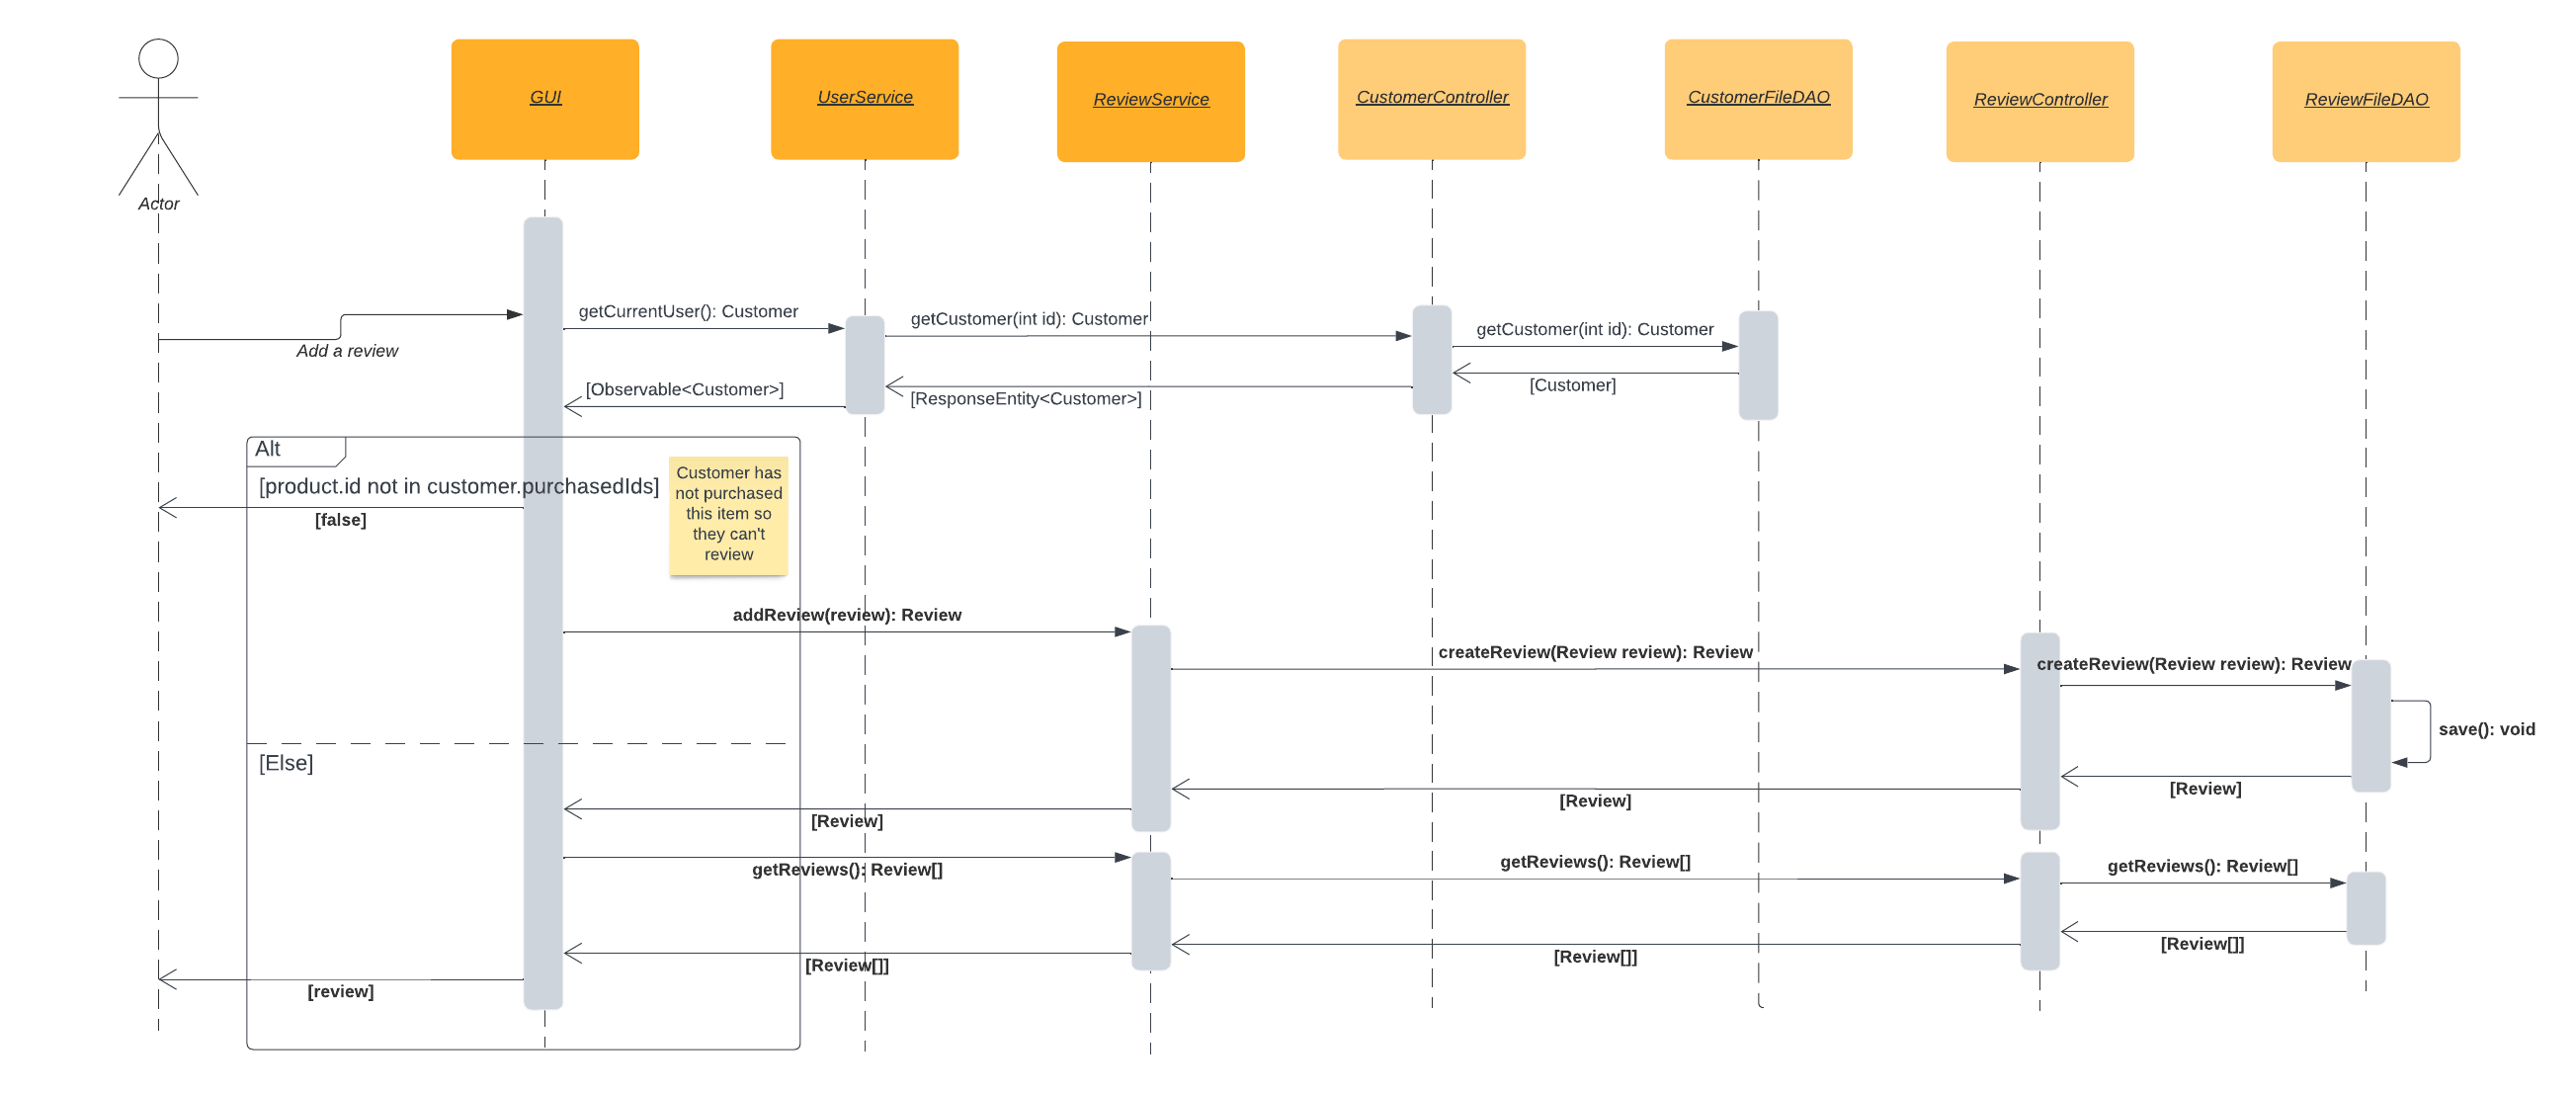 GUI
UserService
ReviewService
CustomerController
CustomerFileDAO
ReviewController
ReviewFileDAO
Actor
Add a review
getCurrentUser(): Customer
getCustomer(int id): Customer
getCustomer(int id): Customer
[Customer]
[ResponseEntity<Customer>]
[Observable<Customer>]
Alt
[product.id not in customer.purchasedIds]
[false]
Customer has
not purchased
this item so
they can't
review
addReview(review): Review
createReview(Review review): Review
createReview(Review review): Review
save(): void
[Else]
[Review]
[Review]
[Review]
getReviews(): Review[]
getReviews(): Review[]
getReviews(): Review[]
[Review[]]
[Review[]]
[Review[]]
[review]